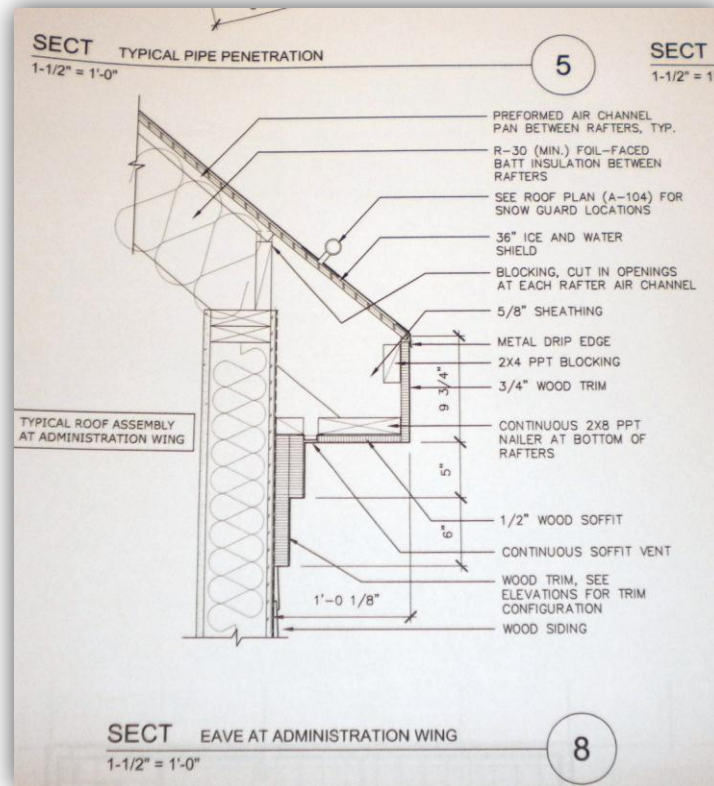 SECT TYPICAL PIPE PENETRATION
1-1/2" = 1'-0"
5
SECT
1-1/2" = 1
PREFORMED AIR CHANNEL
PAN BETWEEN RAFTERS, TYP.
R-30 (MIN.) FOIL-FACED
BATT INSULATION BETWEEN
RAFTERS
SEE ROOF PLAN (A-104) FOR
SNOW GUARD LOCATIONS
36" ICE AND WATER
SHIELD
BLOCKING, CUT IN OPENINGS
AT EACH RAFTER AIR CHANNEL
5/8" SHEATHING
METAL DRIP EDGE
2X4 PPT BLOCKING
3/4" WOOD TRIM
9 3/4"
TYPICAL ROOF ASSEMBLY
AT ADMINISTRATION WING
CONTINUOUS 2X8 PPT
NAILER AT BOTTOM OF
RAFTERS
5"
1/2" WOOD SOFFIT
6"
CONTINUOUS SOFFIT VENT
WOOD TRIM, SEE
ELEVATIONS FOR TRIM
CONFIGURATION
1'-0 1/8"
WOOD SIDING
SECT EAVE AT ADMINISTRATION WING
1-1/2" = 1'-0"
8